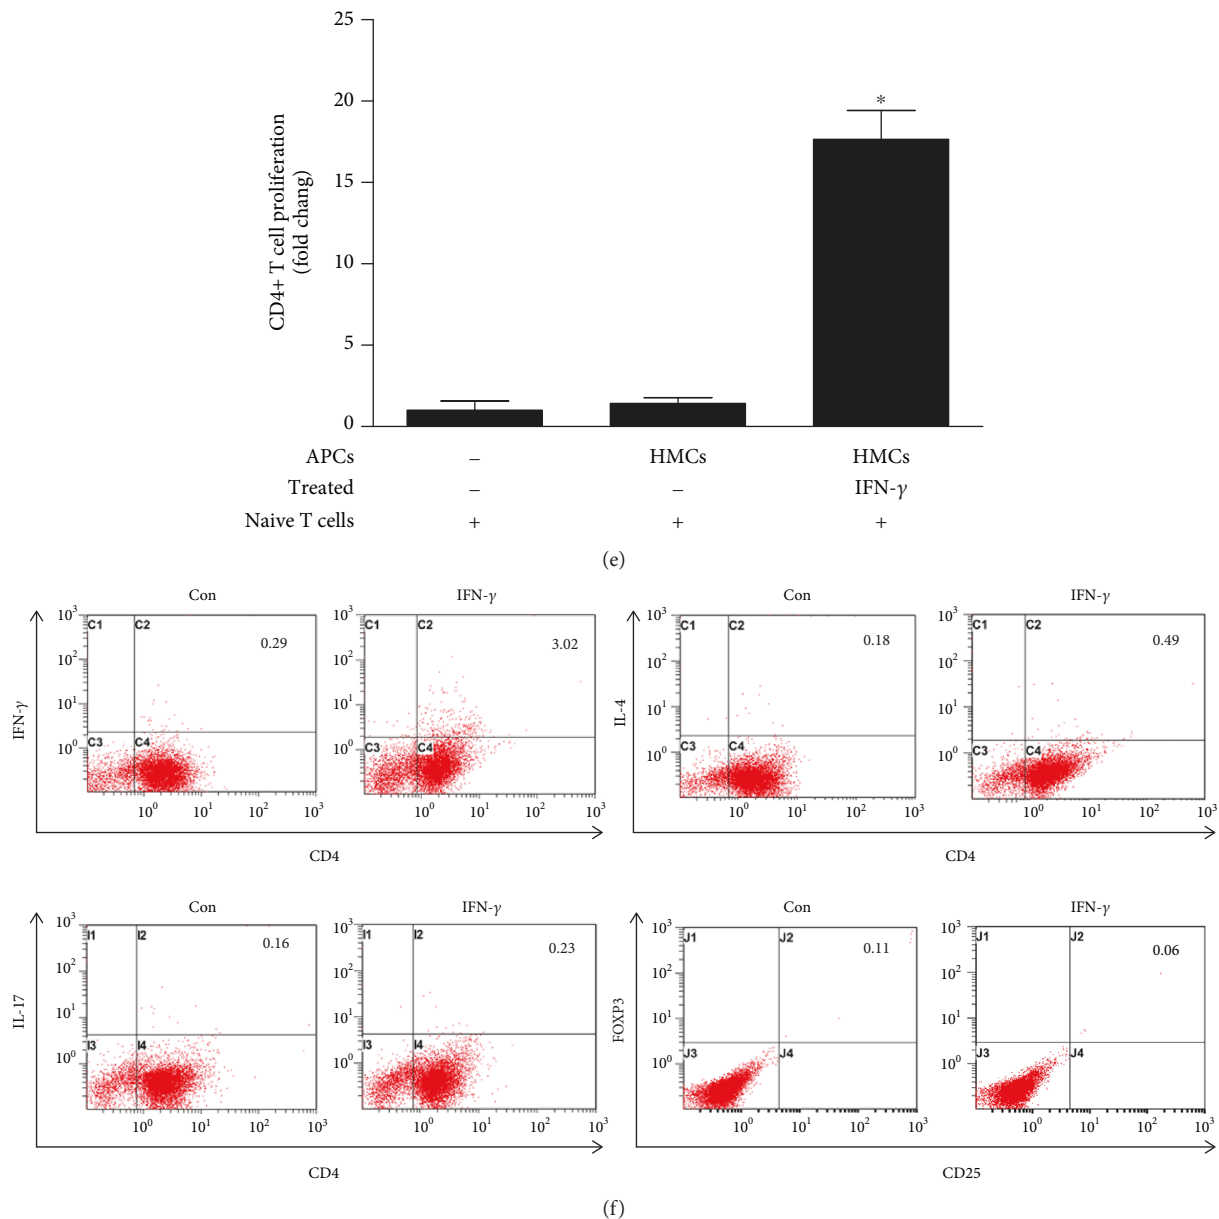 25
20
15
10
5
0
CD4+ T cell proliferation
(fold chang)
*
APCs – HMCs HMCs
Treated – – IFN-γ
Naive T cells + + +
(e)
Con IFN-γ Con IFN-γ
IFN-γ
10³ 10² 10¹ 10⁰
C1 C2 0.29
C3 C4
10⁰ 10¹ 10² 10³
10³ 10² 10¹ 10⁰
C1 C2 3.02
C3 C4
10⁰ 10¹ 10² 10³
CD4
IL-4
10³ 10² 10¹ 10⁰
C1 C2 0.18
C3 C4
10⁰ 10¹ 10² 10³
10³ 10² 10¹ 10⁰
C1 C2 0.49
C3 C4
10⁰ 10¹ 10² 10³
CD4
Con IFN-γ Con IFN-γ
IL-17
10³ 10² 10¹ 10⁰
I1 I2 0.16
I3 I4
10⁰ 10¹ 10² 10³
10³ 10² 10¹ 10⁰
I1 I2 0.23
I3 I4
10⁰ 10¹ 10² 10³
CD4
FOXP3
10³ 10² 10¹ 10⁰
J1 J2 0.11
J3 J4
10⁰ 10¹ 10² 10³
10³ 10² 10¹ 10⁰
J1 J2 0.06
J3 J4
10⁰ 10¹ 10² 10³
CD25
(f)